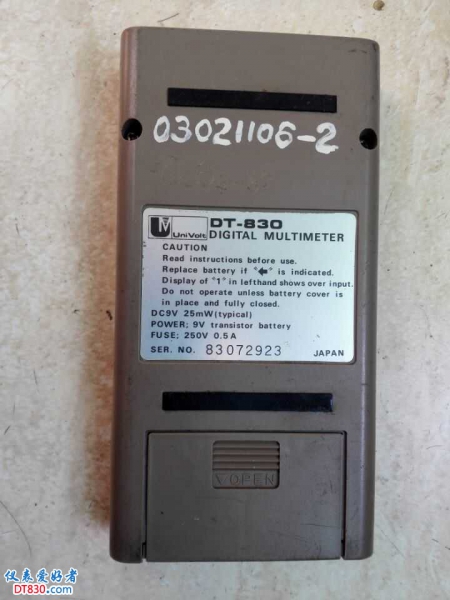 03021106-2
UV UniVolt DT-830
DIGITAL MULTIMETER
CAUTION
Read instructions before use.
Replace battery if "⬅" is indicated.
Display of "1" in lefthand shows over input.
Do not operate unless battery cover is
in place and fully closed.
DC9V 25mW(typical)
POWER; 9V transistor battery
FUSE; 250V 0.5A
SER. NO. 83072923 JAPAN
OPEN
仪表爱好者
DT830.com